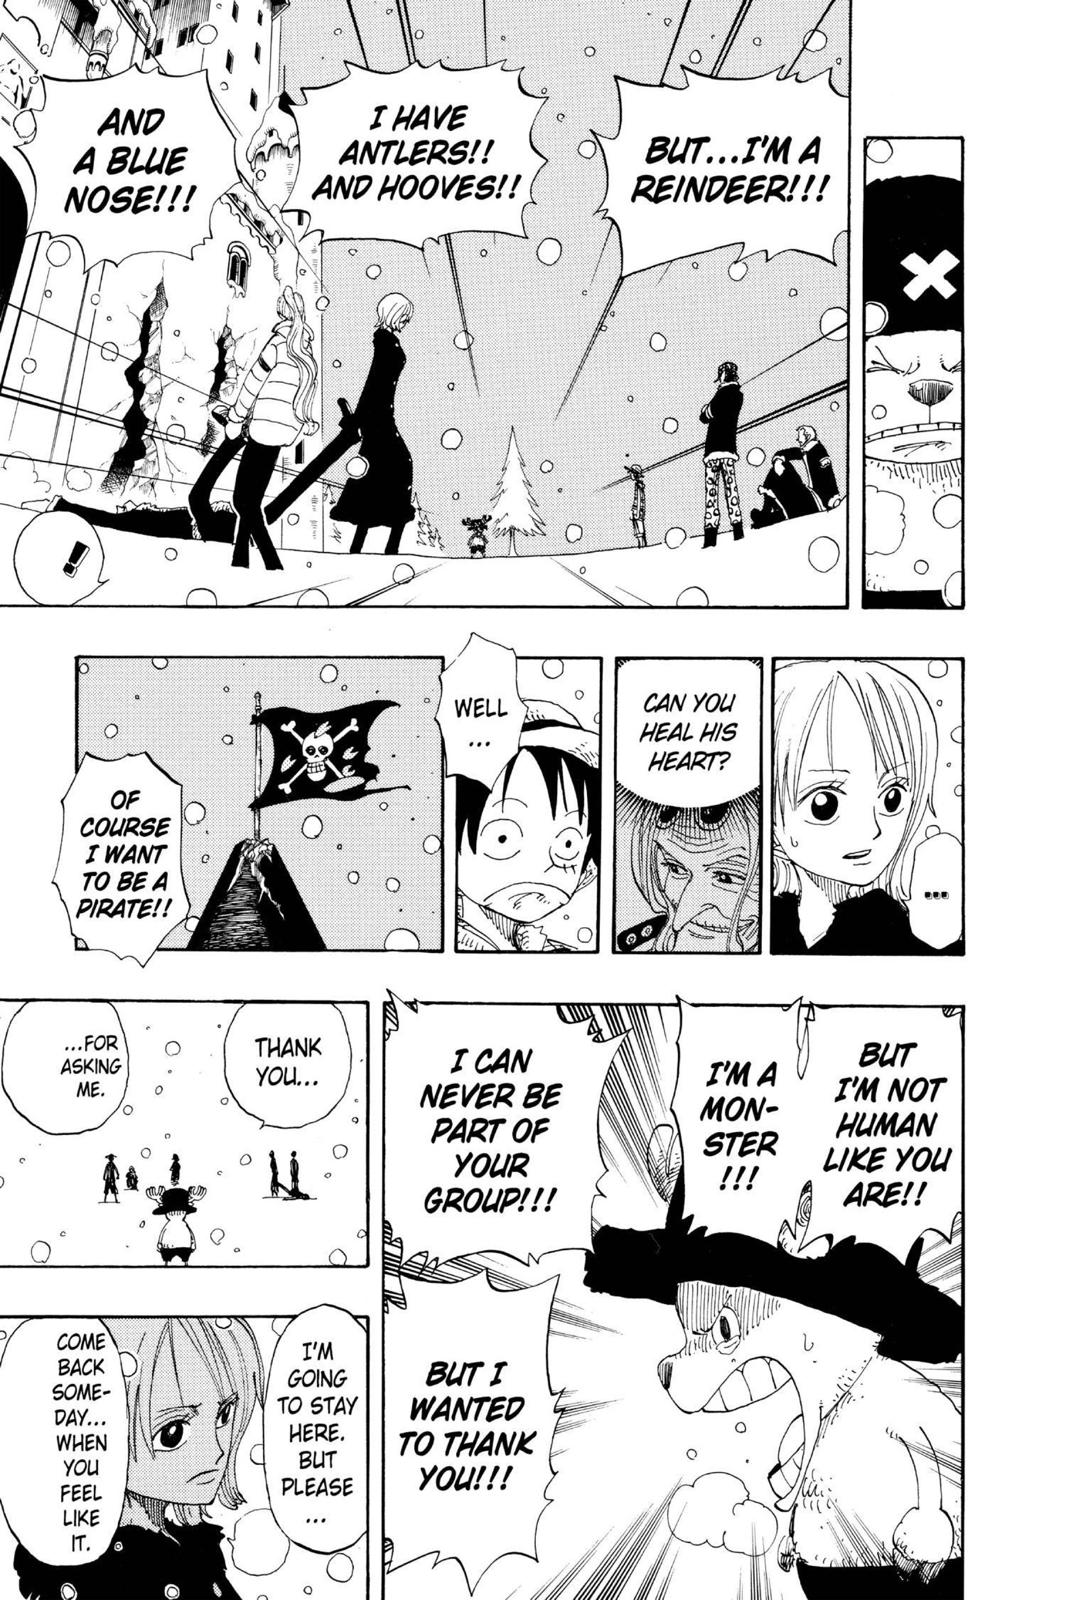 BUT...I'M A
REINDEER!!!
I HAVE
ANTLERS!!
AND HOOVES!!
AND
A BLUE
NOSE!!!
!
...
CAN YOU
HEAL HIS
HEART?
WELL
...
OF
COURSE
I WANT
TO BE A
PIRATE!!
BUT
I'M NOT
HUMAN
LIKE YOU
ARE!!
I'M A
MON-
STER
!!!
I CAN
NEVER BE
PART OF
YOUR
GROUP!!!
BUT I
WANTED
TO THANK
YOU!!!
THANK
YOU...
...FOR
ASKING
ME.
I'M
GOING
TO STAY
HERE.
BUT
PLEASE
...
COME
BACK
SOME-
DAY...
WHEN
YOU
FEEL
LIKE
IT.